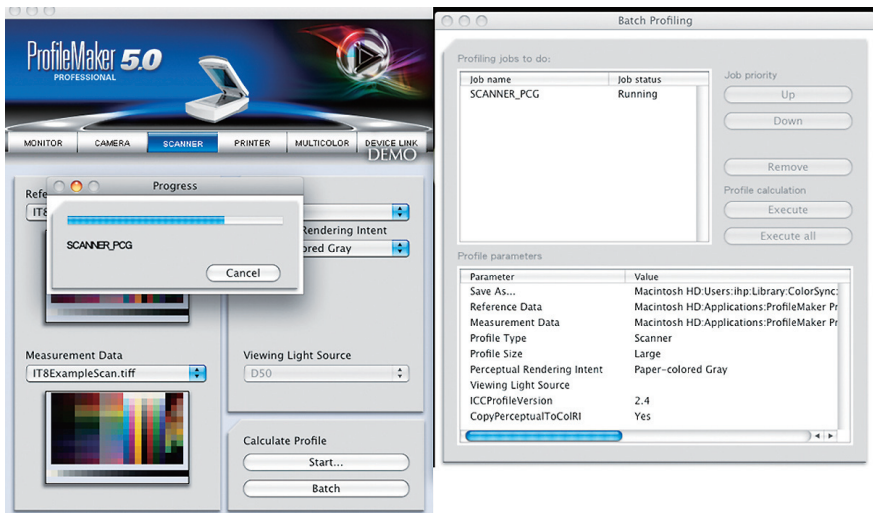 ProfileMaker 5.0
PROFESSIONAL
MONITOR CAMERA SCANNER PRINTER MULTICOLOR DEVICE LINK
DEMO
Progress
SCANNER_PCG
Cancel
Rendering Intent
Gray
Measurement Data
IT8ExampleScan.tiff
Viewing Light Source
D50
Calculate Profile
Start...
Batch
Batch Profiling
Profiling jobs to do:
Job name Job status
SCANNER_PCG Running
Job priority
Up
Down
Remove
Profile calculation
Execute
Execute all
Profile parameters
Parameter Value
Save As... Macintosh HD:Users:ihp:Library:ColorSync:
Reference Data Macintosh HD:Applications:ProfileMaker Pr
Measurement Data Macintosh HD:Applications:ProfileMaker Pr
Profile Type Scanner
Profile Size Large
Perceptual Rendering Intent Paper-colored Gray
Viewing Light Source
ICCProfileVersion 2.4
CopyPerceptualToColRI Yes